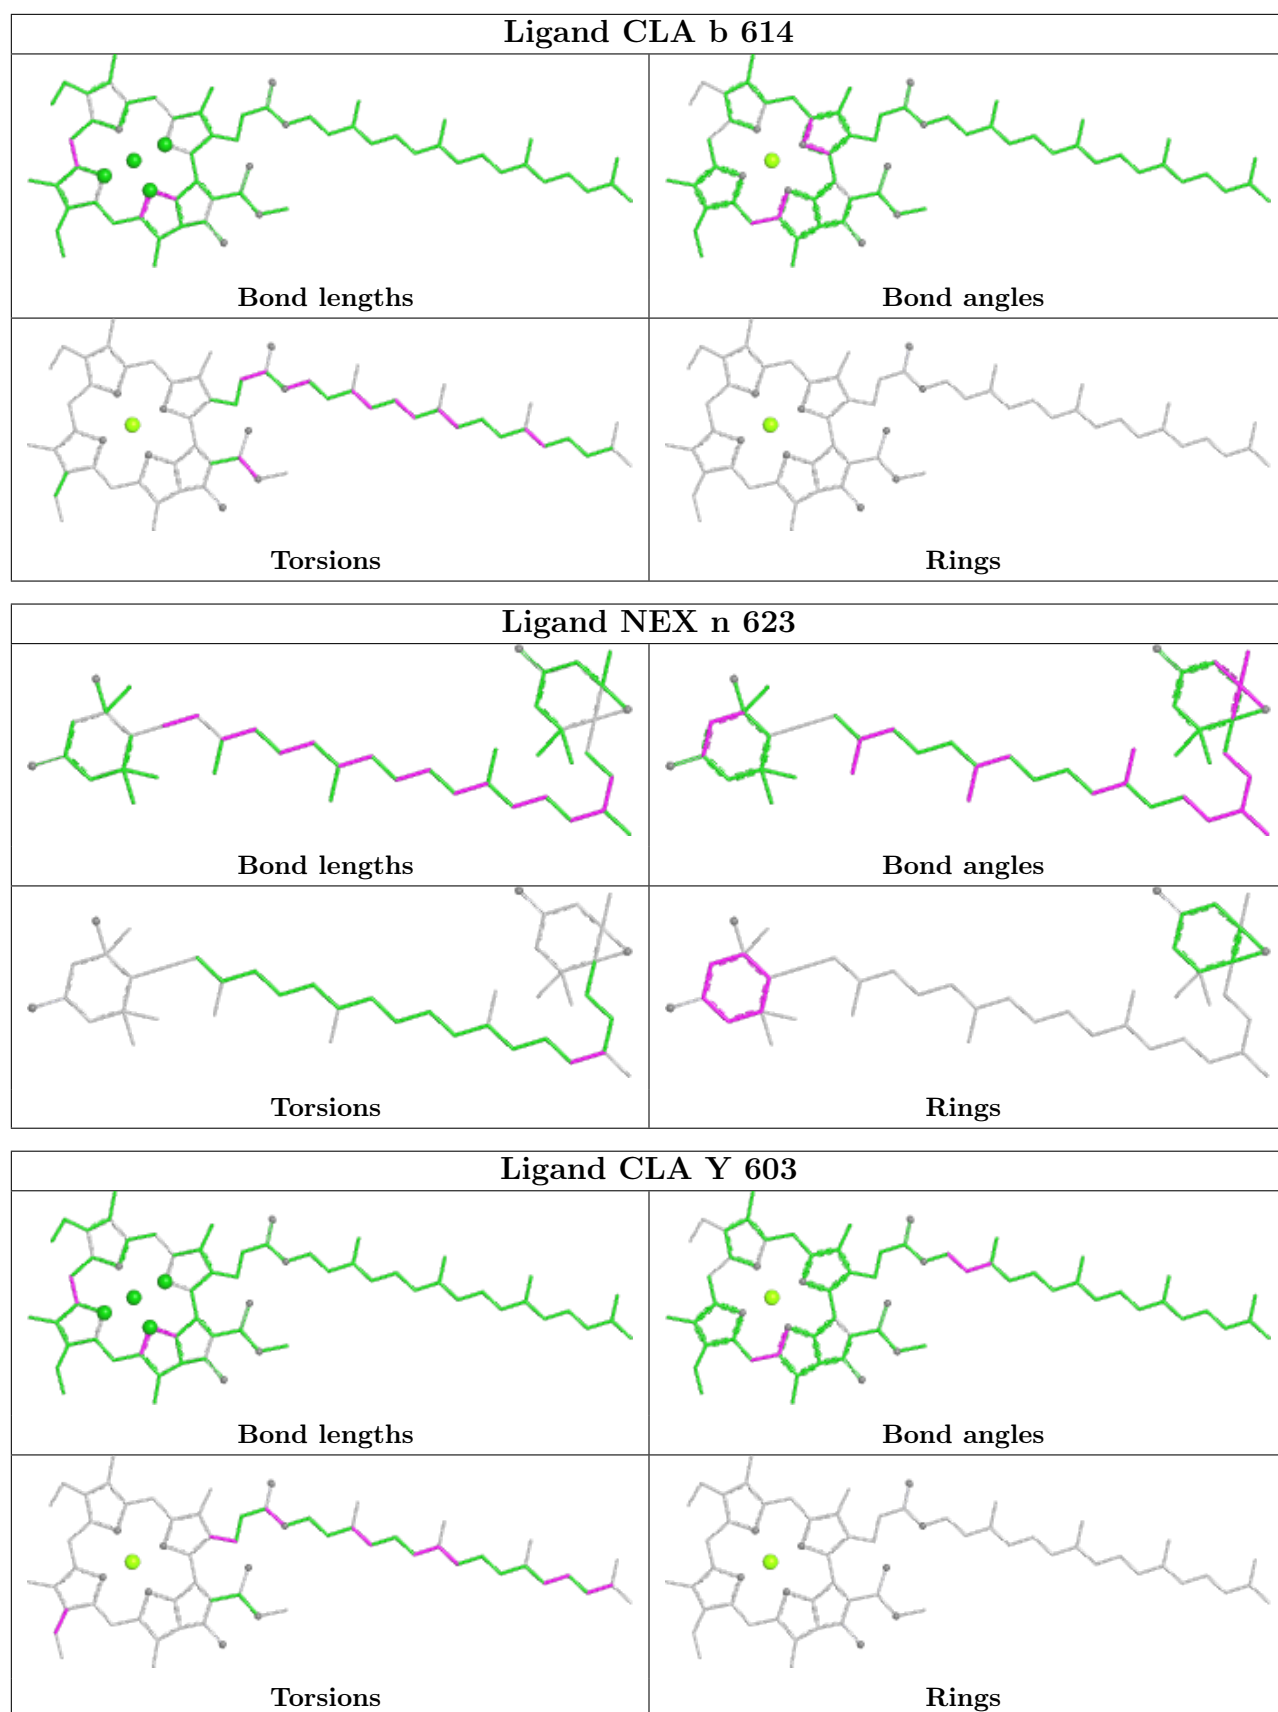 Ligand CLA b 614
Bond lengths
Bond angles
Torsions
Rings
Ligand NEX n 623
Bond lengths
Bond angles
Torsions
Rings
Ligand CLA Y 603
Bond lengths
Bond angles
Torsions
Rings